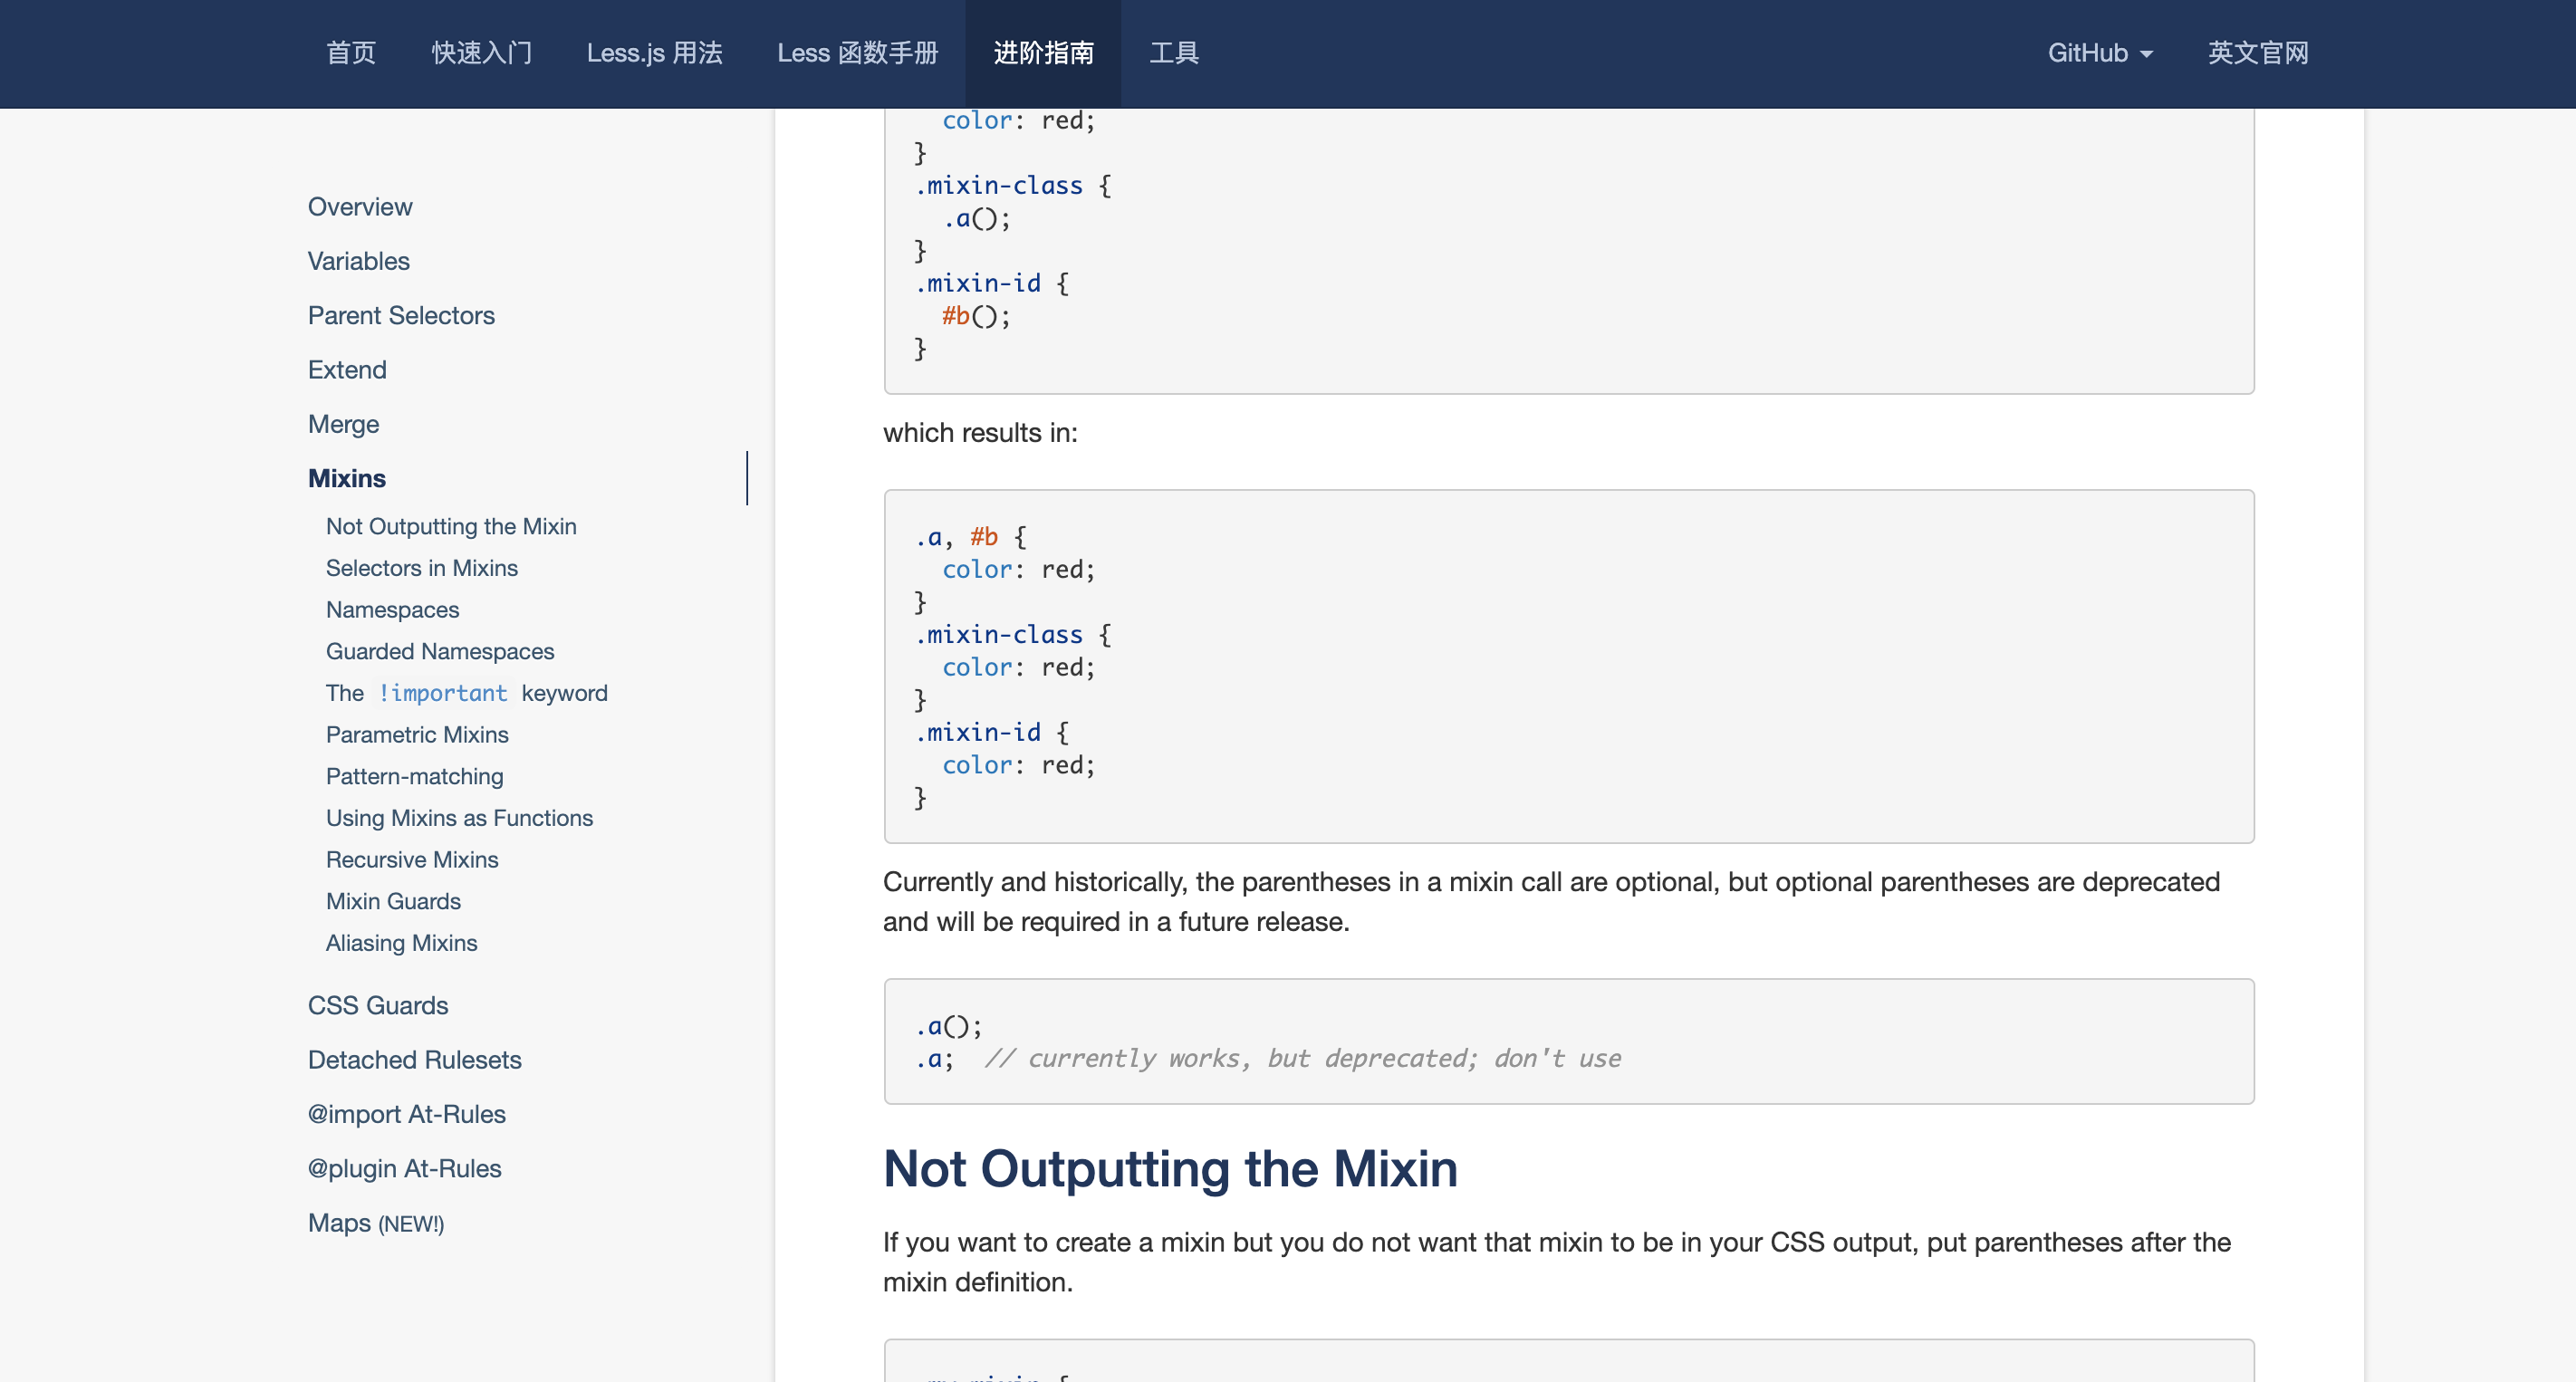 首页 快速入门 Less.js 用法 Less 函数手册 进阶指南 工具 GitHub 英文官网
Overview
Variables
Parent Selectors
Extend
Merge
Mixins
Not Outputting the Mixin
Selectors in Mixins
Namespaces
Guarded Namespaces
The !important keyword
Parametric Mixins
Pattern-matching
Using Mixins as Functions
Recursive Mixins
Mixin Guards
Aliasing Mixins
CSS Guards
Detached Rulesets
@import At-Rules
@plugin At-Rules
Maps (NEW!)
color: red;
}
.mixin-class {
.a();
}
.mixin-id {
#b();
}
which results in:
.a, #b {
color: red;
}
.mixin-class {
color: red;
}
.mixin-id {
color: red;
}
Currently and historically, the parentheses in a mixin call are optional, but optional parentheses are deprecated
and will be required in a future release.
.a();
.a; // currently works, but deprecated; don't use
Not Outputting the Mixin
If you want to create a mixin but you do not want that mixin to be in your CSS output, put parentheses after the
mixin definition.